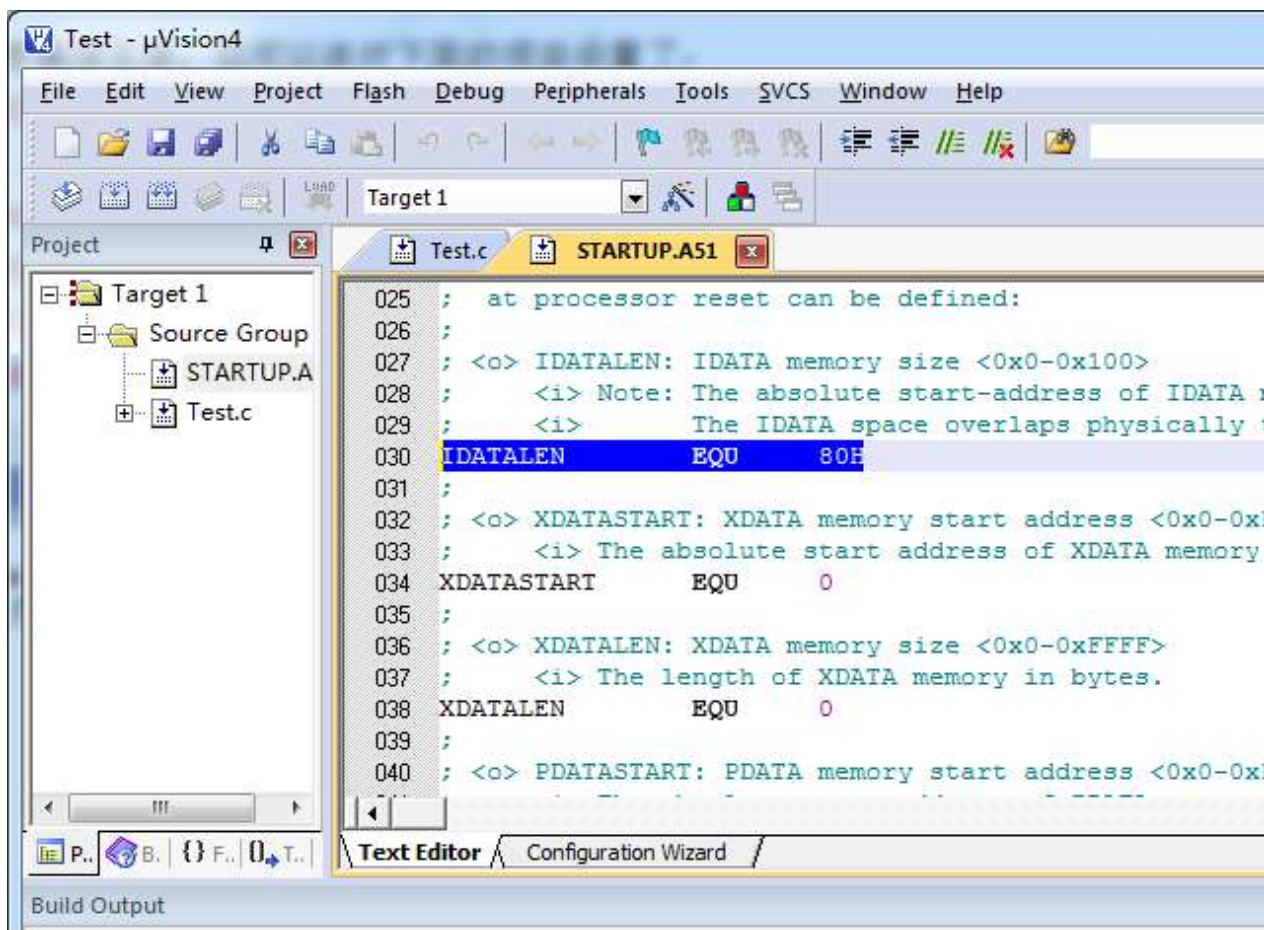 Test - µVision4
File Edit View Project Flash Debug Peripherals Tools SVCS Window Help
LOAD Target 1
Project
Test.c STARTUP.A51
Target 1
Source Group
STARTUP.A
Test.c
025 ; at processor reset can be defined:
026 ;
027 ; <o> IDATALEN: IDATA memory size <0x0-0x100>
028 ; <i> Note: The absolute start-address of IDATA
029 ; <i> The IDATA space overlaps physically
030 IDATALEN EQU 80H
031 ;
032 ; <o> XDATASTART: XDATA memory start address <0x0-0x
033 ; <i> The absolute start address of XDATA memory
034 XDATASTART EQU 0
035 ;
036 ; <o> XDATALEN: XDATA memory size <0x0-0xFFFF>
037 ; <i> The length of XDATA memory in bytes.
038 XDATALEN EQU 0
039 ;
040 ; <o> PDATASTART: PDATA memory start address <0x0-0x
P.. B. {} F.. T..
Text Editor Configuration Wizard
Build Output